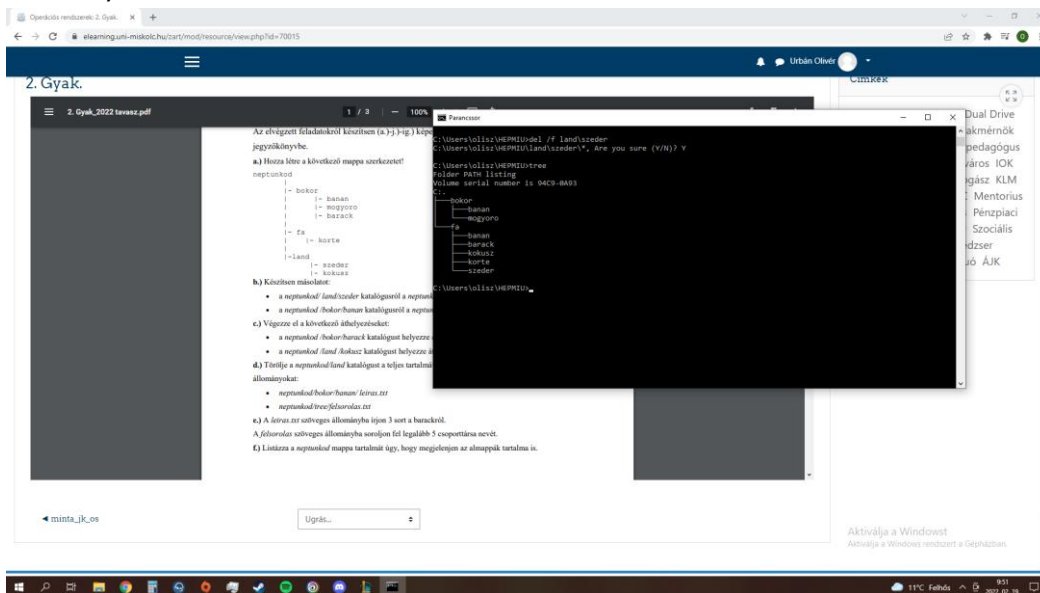 Operációs rendszerek: 2. Gyak.
elearning.uni-miskolc.hu/zart/mod/resource/view.php?id=70015
Urbán Olivér
2. Gyak.
Címkék
2. Gyak_2022 tavasz.pdf
1 / 3
100%
Az elvégzett feladatokról készítsen (a.)-j.)-ig.) képe
jegyzőkönyvbe.
a.) Hozza létre a következő mappa szerkezetet!
neptunkod
|
|- bokor
| |- banan
| |- mogyoro
| |- barack
|
|- fa
| |- korte
|
|-land
|- szeder
|- kokusz
b.) Készítsen másolatot:
• a neptunkod/ land/szeder katalógusról a neptunk
• a neptunkod /bokor/banan katalógusról a neptun
c.) Végezze el a következő áthelyezéseket:
• a neptunkod /bokor/barack katalógust helyezze
• a neptunkod /land /kokusz katalógust helyezze á
d.) Törölje a neptunkod/land katalógust a teljes tartalmá
állományokat:
• neptunkod/bokor/banan/ leiras.txt
• neptunkod/tree/felsorolas.txt
e.) A leiras.txt szöveges állományba írjon 3 sort a barackról.
A felsorolas szöveges állományba soroljon fel legalább 5 csoporttársa nevét.
f.) Listázza a neptunkod mappa tartalmát úgy, hogy megjelenjen az almappák tartalma is.
Parancssor
C:\Users\olisz\HEPMIU>del /f land\szeder
C:\Users\olisz\HEPMIU\land\szeder\*, Are you sure (Y/N)? Y
C:\Users\olisz\HEPMIU>tree
Folder PATH listing
Volume serial number is 94C9-0A93
C:.
├───bokor
│   ├───banan
│   └───mogyoro
└───fa
    ├───banan
    ├───barack
    ├───kokusz
    ├───korte
    └───szeder
C:\Users\olisz\HEPMIU>
Dual Drive
akmérnök
pedagógus
város IOK
ogász KLM
Mentorius
Pénzpiaci
Szociális
edzser
uó ÁJK
◄ minta_jk_os
Ugrás...
Aktiválja a Windowst
Aktiválja a Windows rendszert a Gépházban.
11°C Felhős
9:51
2022. 02. 16.